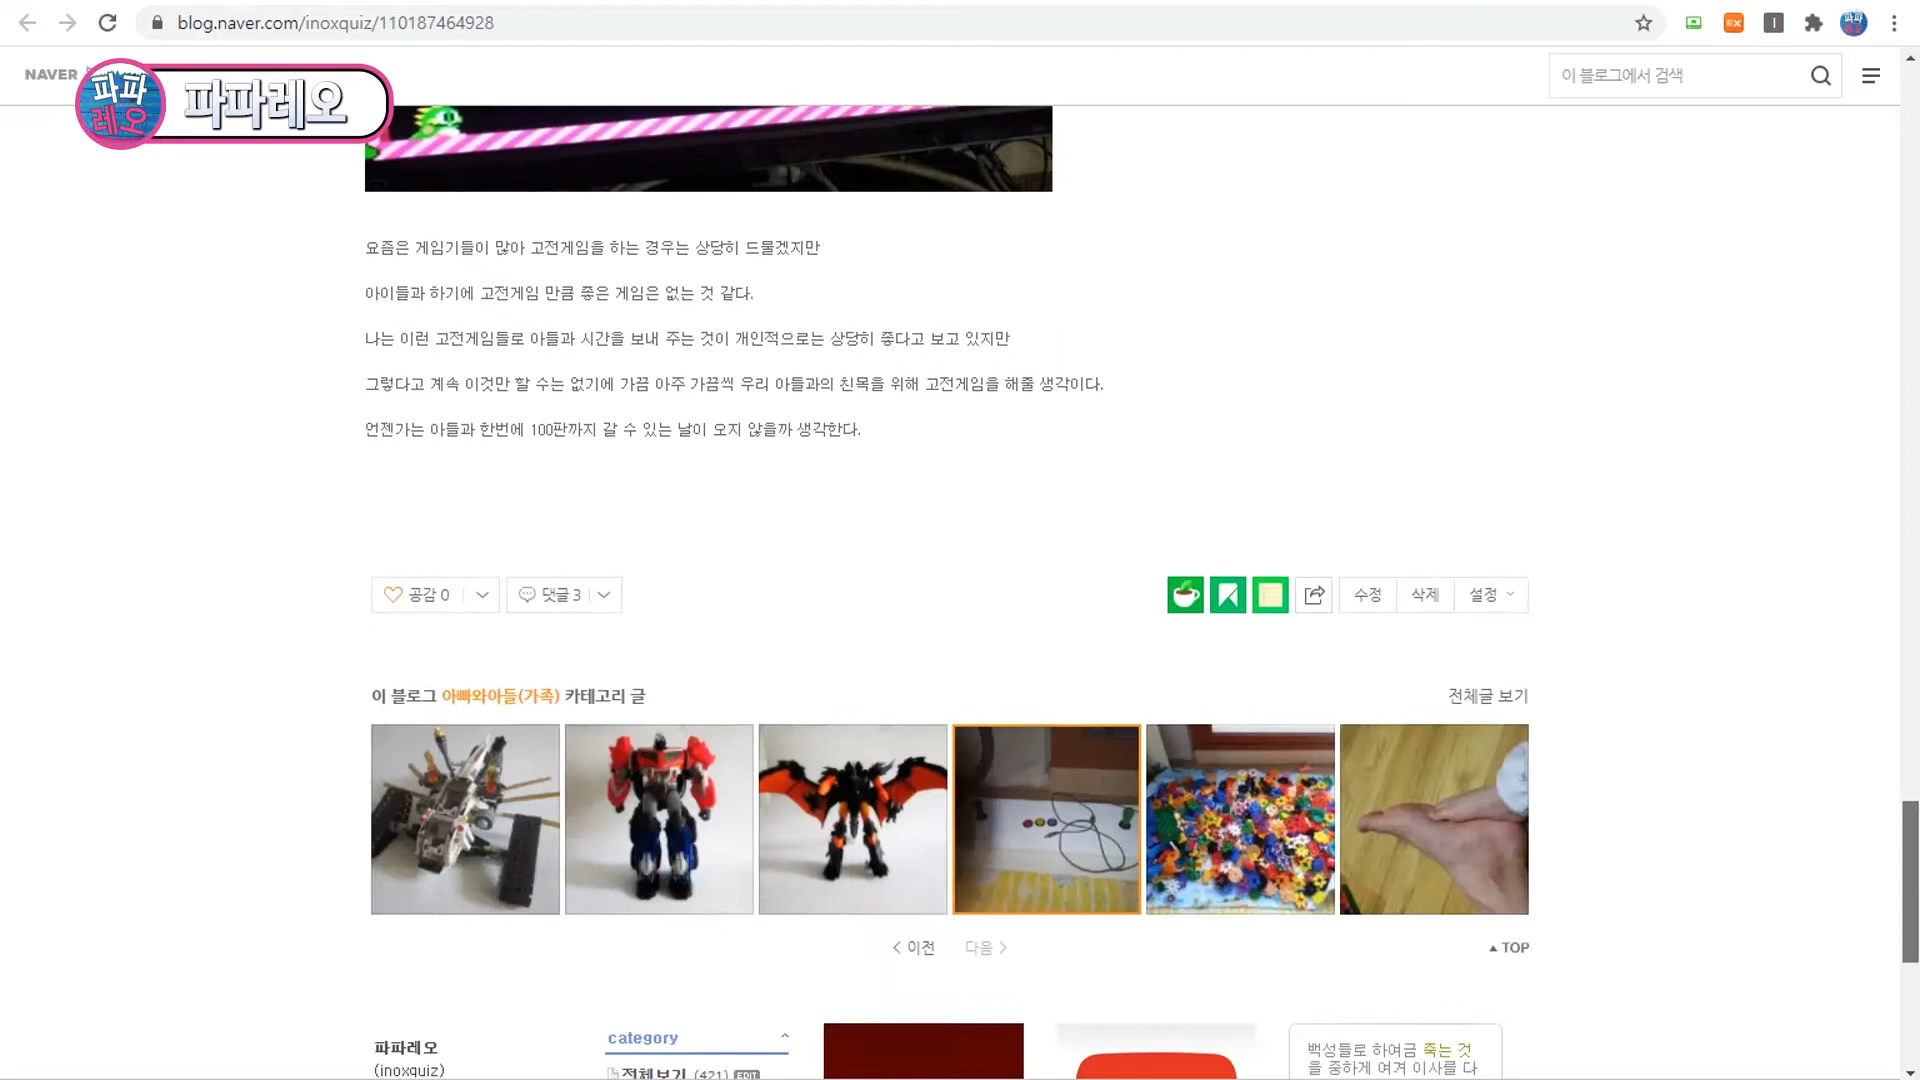 blog.naver.com/inoxquiz/110187464928
NAVER
파파레오
파파
레오
이 블로그에서 검색
요즘은 게임기들이 많아 고전게임을 하는 경우는 상당히 드물겠지만
아이들과 하기에 고전게임 만큼 좋은 게임은 없는 것 같다.
나는 이런 고전게임들로 아들과 시간을 보내 주는 것이 개인적으로는 상당히 좋다고 보고 있지만
그렇다고 계속 이것만 할 수는 없기에 가끔 아주 가끔씩 우리 아들과의 친목을 위해 고전게임을 해줄 생각이다.
언젠가는 아들과 한번에 100판까지 갈 수 있는 날이 오지 않을까 생각한다.
공감 0 댓글 3 수정 삭제 설정
이 블로그 아빠와아들(가족) 카테고리 글 전체글 보기
< 이전 다음 > TOP
파파레오
(inoxquiz)
category
전체보기 (421) EDIT
백성들로 하여금 죽는 것
을 중하게 여겨 이사를 다